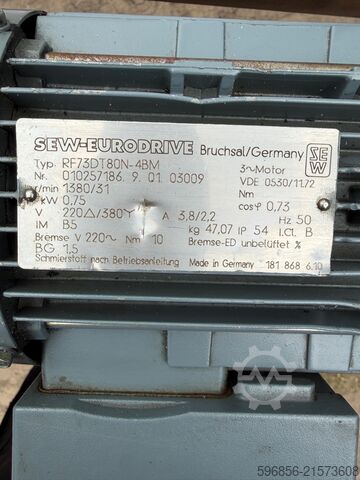 SEW-EURODRIVE Bruchsal/Germany SEW
Typ RF73DT80N-4BM 3~Motor
Nr. 010257186. 9. 01. 03009 VDE 0530/11.72
r/min 1380/31 Nm
kW 0,75 cosφ 0,73
V 220△/380Y A 3,8/2,2 Hz 50
IM B5 kg 47,07 IP 54 I.Cl. B
Bremse V 220~ Nm 10 Bremse-ED unbelüftet %
BG 1,5
Schmierstoff nach Betriebsanleitung Made in Germany 181 868 6.10
596856-21573608